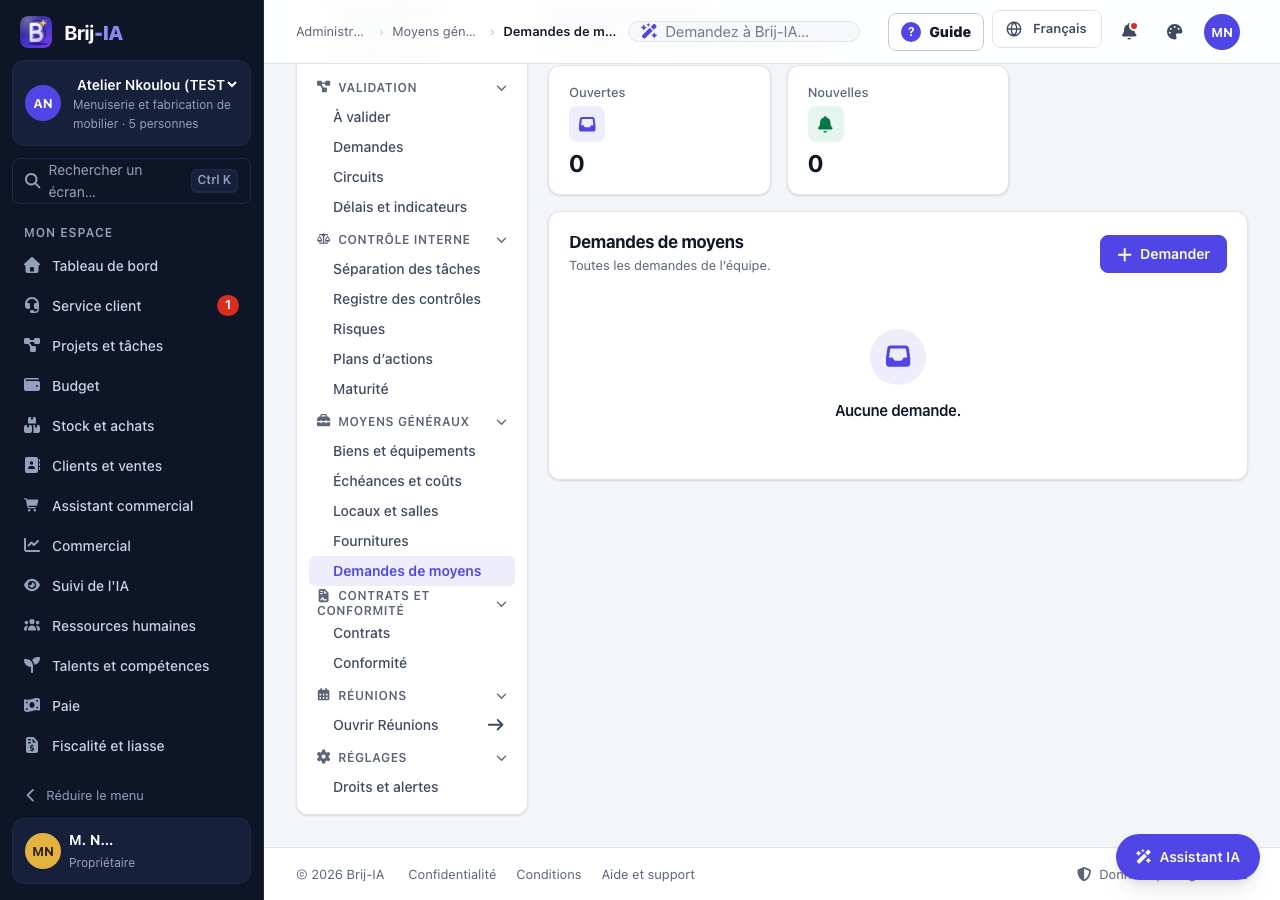 Brij-IA
Atelier Nkoulou (TEST
AN
Menuiserie et fabrication de
mobilier · 5 personnes
Rechercher un
écran...
Ctrl K
MON ESPACE
Tableau de bord
Service client
1
Projets et tâches
Budget
Stock et achats
Clients et ventes
Assistant commercial
Commercial
Suivi de l'IA
Ressources humaines
Talents et compétences
Paie
Fiscalité et liasse
Réduire le menu
MN
M. N...
Propriétaire
Administr...
Moyens gén...
Demandes de m...
Demandez à Brij-IA...
? Guide
Français
MN
VALIDATION
À valider
Demandes
Circuits
Délais et indicateurs
CONTRÔLE INTERNE
Séparation des tâches
Registre des contrôles
Risques
Plans d'actions
Maturité
MOYENS GÉNÉRAUX
Biens et équipements
Échéances et coûts
Locaux et salles
Fournitures
Demandes de moyens
CONTRATS ET
CONFORMITÉ
Contrats
Conformité
RÉUNIONS
Ouvrir Réunions
RÉGLAGES
Droits et alertes
Ouvertes
0
Nouvelles
0
Demandes de moyens
Toutes les demandes de l'équipe.
Demander
Aucune demande.
© 2026 Brij-IA
Confidentialité
Conditions
Aide et support
Assistant IA